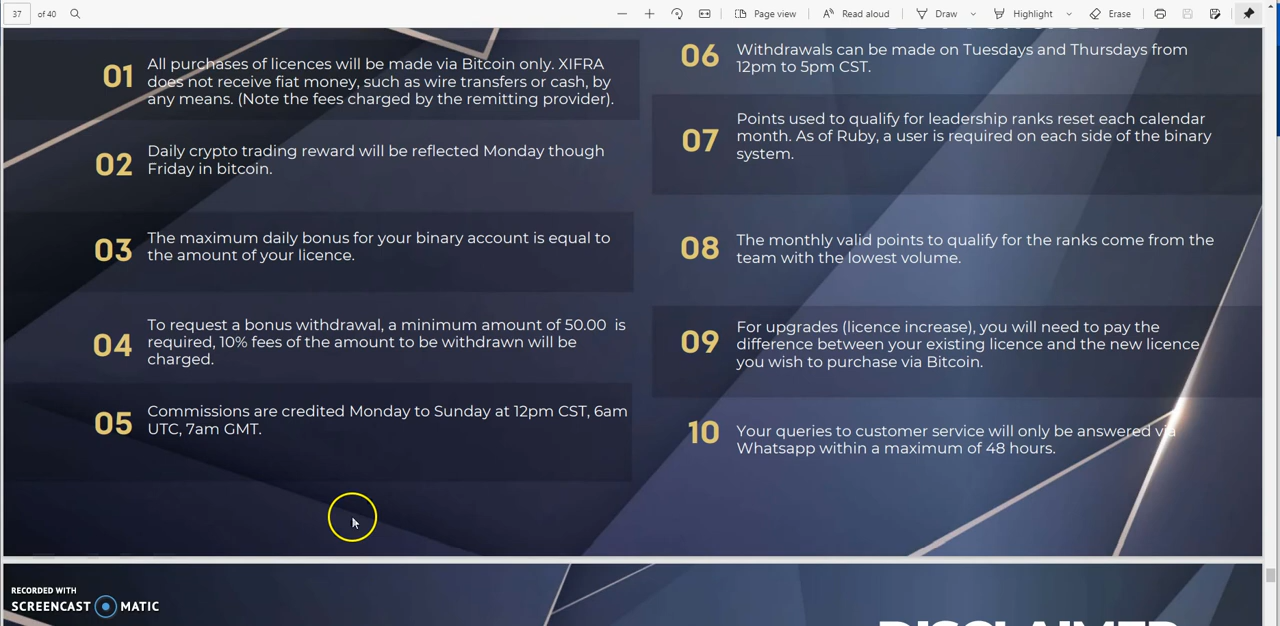 37 of 40 Page view Read aloud Draw Highlight Erase
01
All purchases of licences will be made via Bitcoin only. XIFRA
does not receive fiat money, such as wire transfers or cash, by
any means. (Note the fees charged by the remitting provider).
02
Daily crypto trading reward will be reflected Monday though
Friday in bitcoin.
03
The maximum daily bonus for your binary account is equal to
the amount of your licence.
04
To request a bonus withdrawal, a minimum amount of 50.00 is
required, 10% fees of the amount to be withdrawn will be
charged.
05
Commissions are credited Monday to Sunday at 12pm CST, 6am
UTC, 7am GMT.
06
Withdrawals can be made on Tuesdays and Thursdays from
12pm to 5pm CST.
07
Points used to qualify for leadership ranks reset each calendar
month. As of Ruby, a user is required on each side of the binary
system.
08
The monthly valid points to qualify for the ranks come from the
team with the lowest volume.
09
For upgrades (licence increase), you will need to pay the
difference between your existing licence and the new licence
you wish to purchase via Bitcoin.
10
Your queries to customer service will only be answered via
Whatsapp within a maximum of 48 hours.
RECORDED WITH
SCREENCAST MATIC
DISCLAIMER